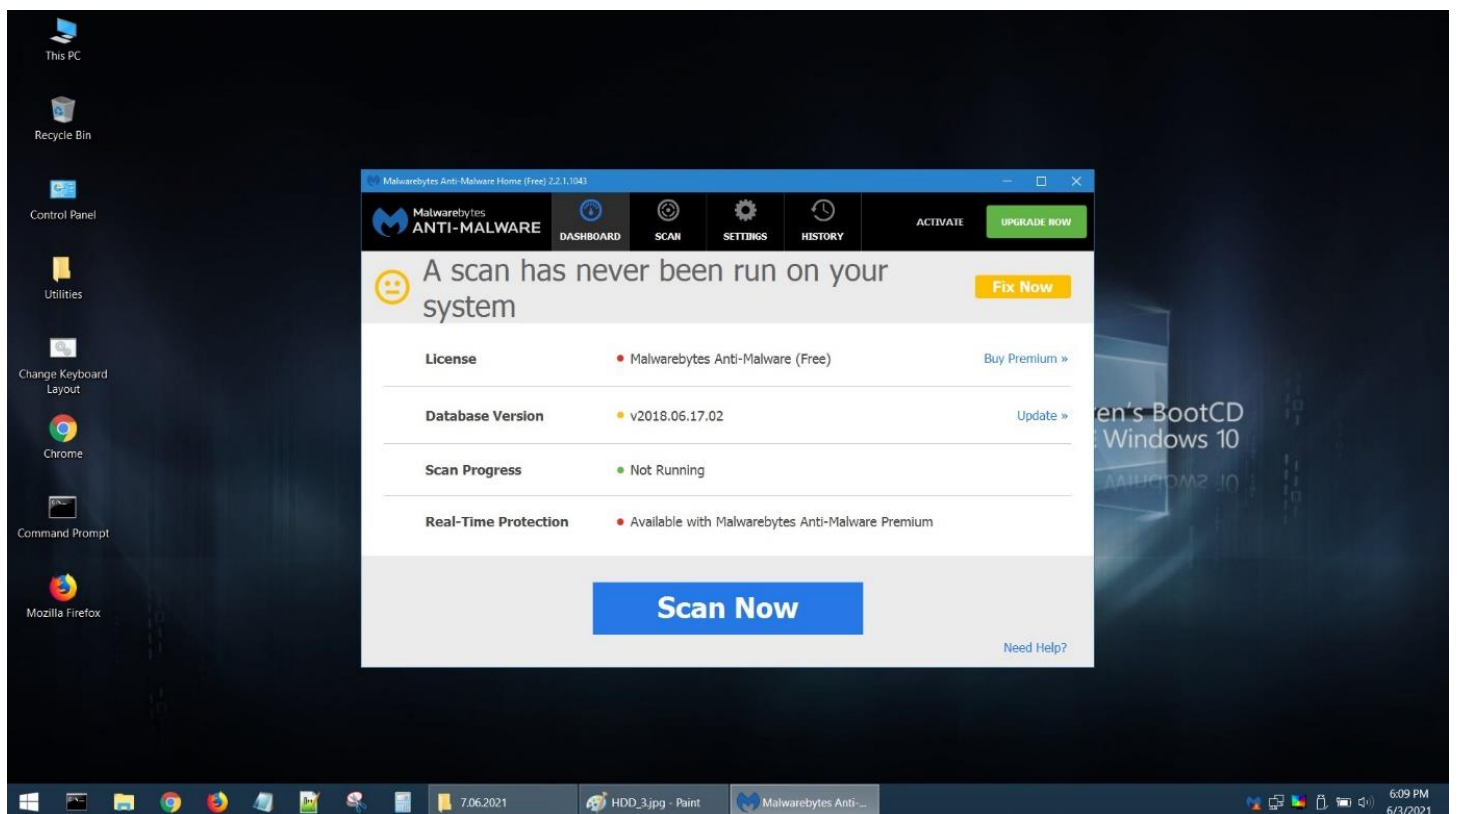 This PC
Recycle Bin
Control Panel
Utilities
Change Keyboard
Layout
Chrome
Command Prompt
Mozilla Firefox
Malwarebytes Anti-Malware Home (Free) 2.2.1.1043
Malwarebytes
ANTI-MALWARE
DASHBOARD
SCAN
SETTINGS
HISTORY
ACTIVATE
UPGRADE NOW
A scan has never been run on your
system
Fix Now
License
Malwarebytes Anti-Malware (Free)
Buy Premium »
Database Version
v2018.06.17.02
Update »
Scan Progress
Not Running
Real-Time Protection
Available with Malwarebytes Anti-Malware Premium
Scan Now
Need Help?
en's BootCD
Windows 10
7.06.2021
HDD_3.jpg - Paint
Malwarebytes Anti-...
6:09 PM
6/3/2021